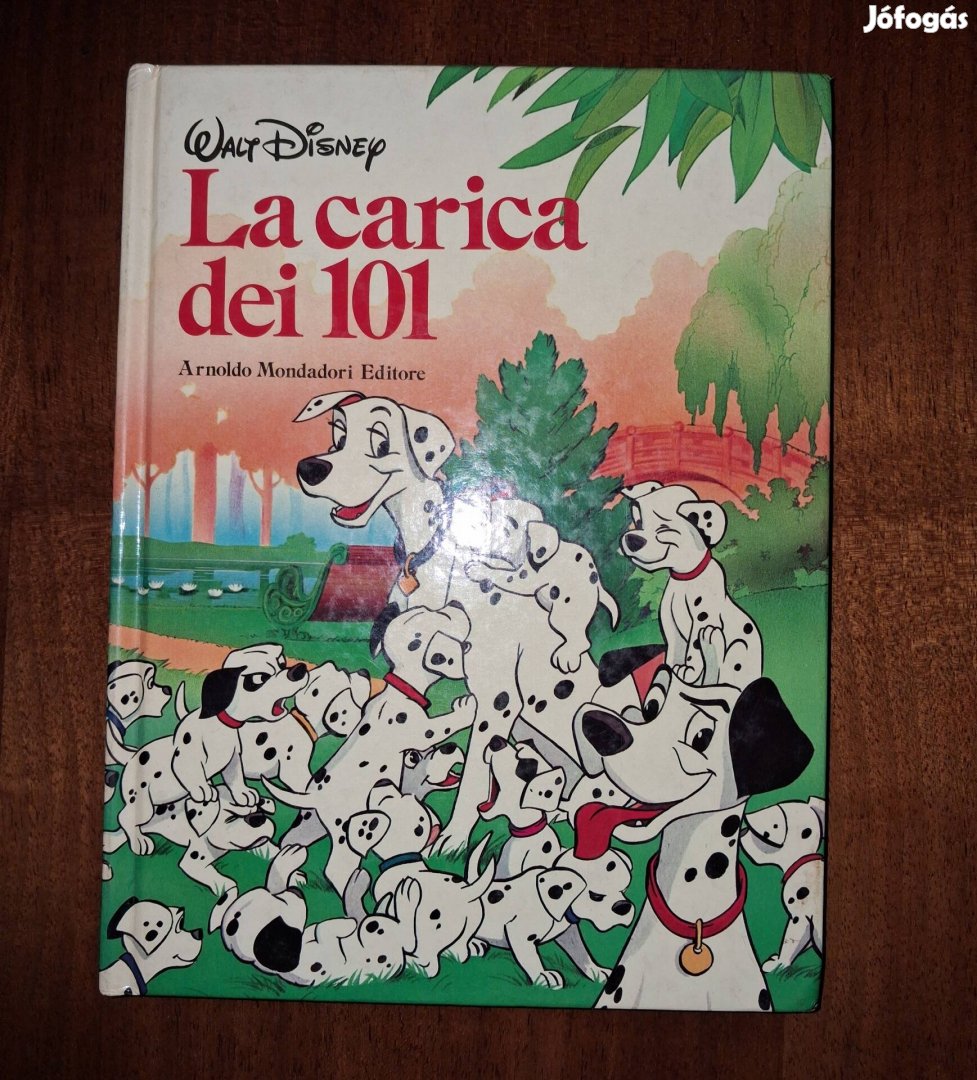 Jófogás
Walt Disney
La carica
dei 101
Arnoldo Mondadori Editore